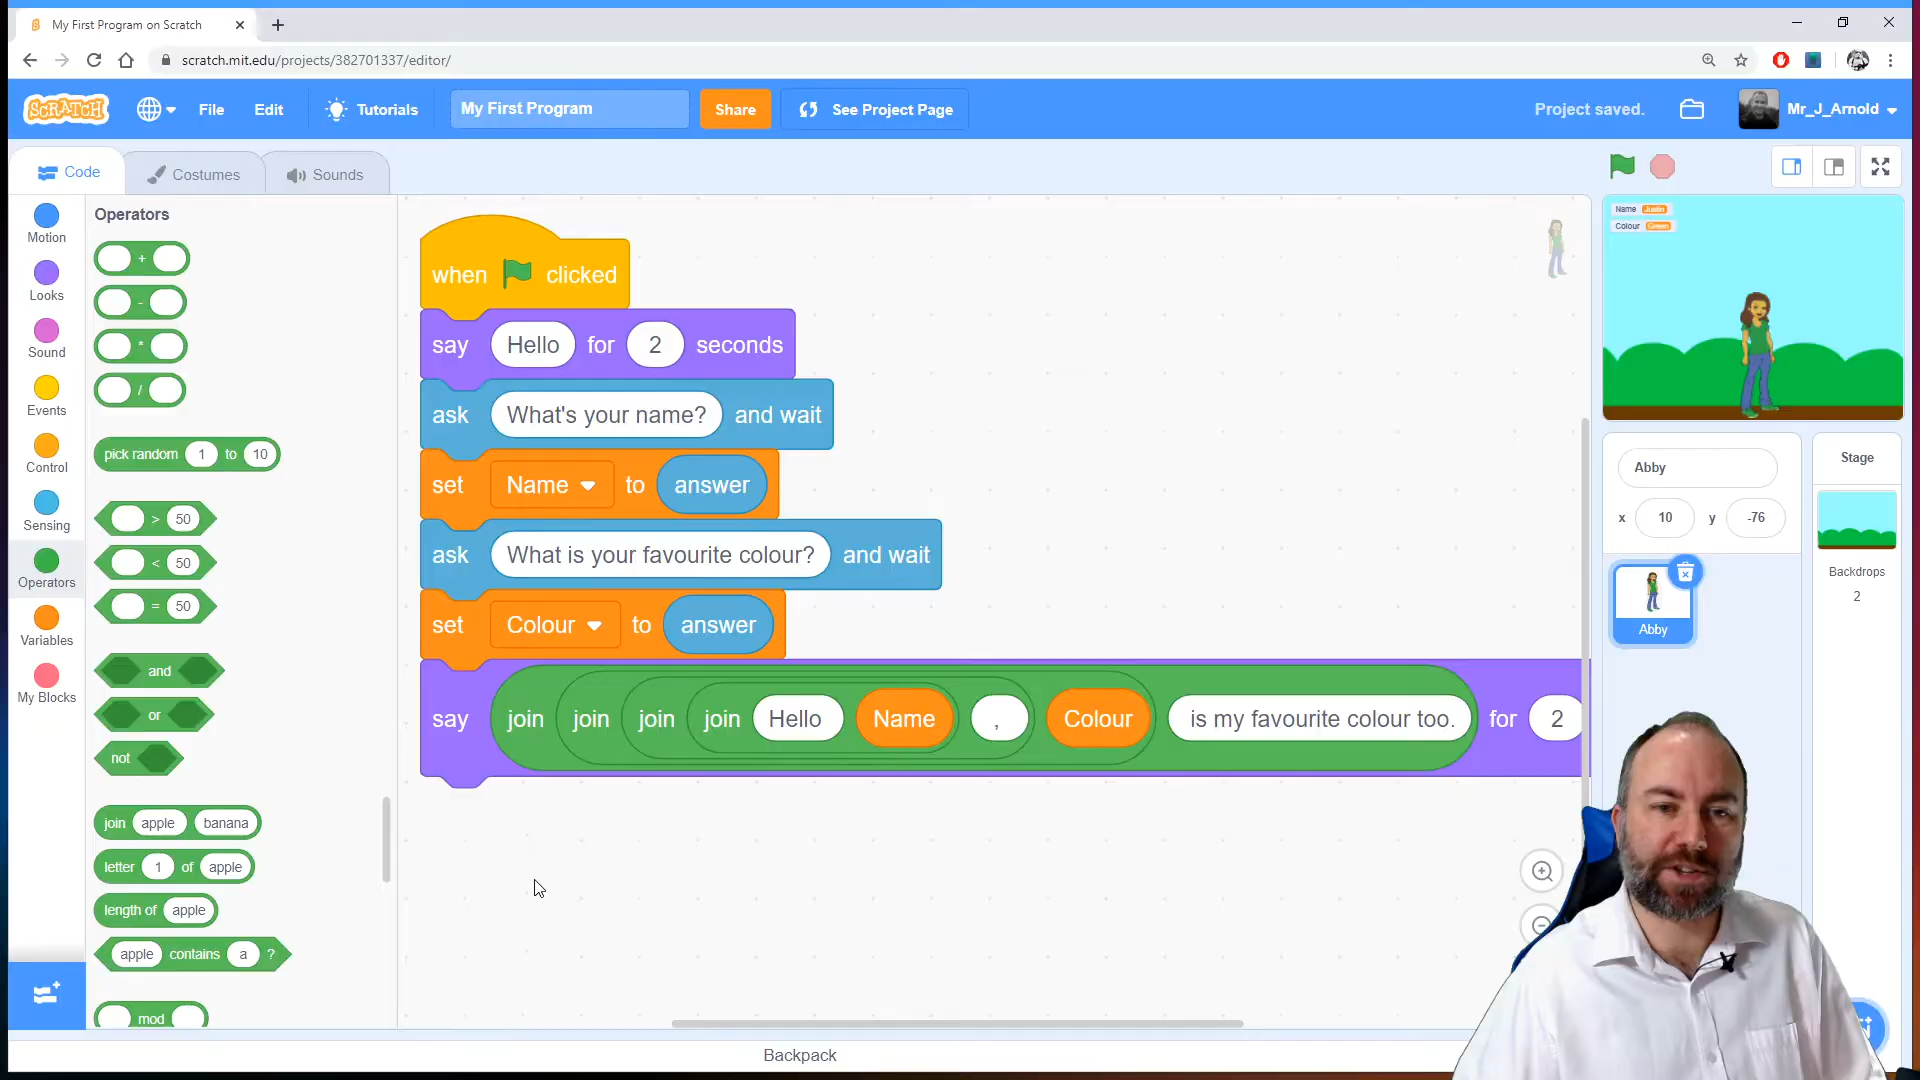 My First Program on Scratch
scratch.mit.edu/projects/382701337/editor/
SCRATCH
File
Edit
Tutorials
My First Program
Share
See Project Page
Project saved.
Mr_J_Arnold
Code
Costumes
Sounds
Motion
Looks
Sound
Events
Control
Sensing
Operators
Variables
My Blocks
Operators
+
-
*
/
pick random 1 to 10
> 50
< 50
= 50
and
or
not
join apple banana
letter 1 of apple
length of apple
apple contains a ?
mod
when clicked
say Hello for 2 seconds
ask What's your name? and wait
set Name to answer
ask What is your favourite colour? and wait
set Colour to answer
say join join join join Hello Name , Colour is my favourite colour too. for 2
Name Justin
Colour Green
Abby
x 10 y -76
Abby
Stage
Backdrops
2
Backpack